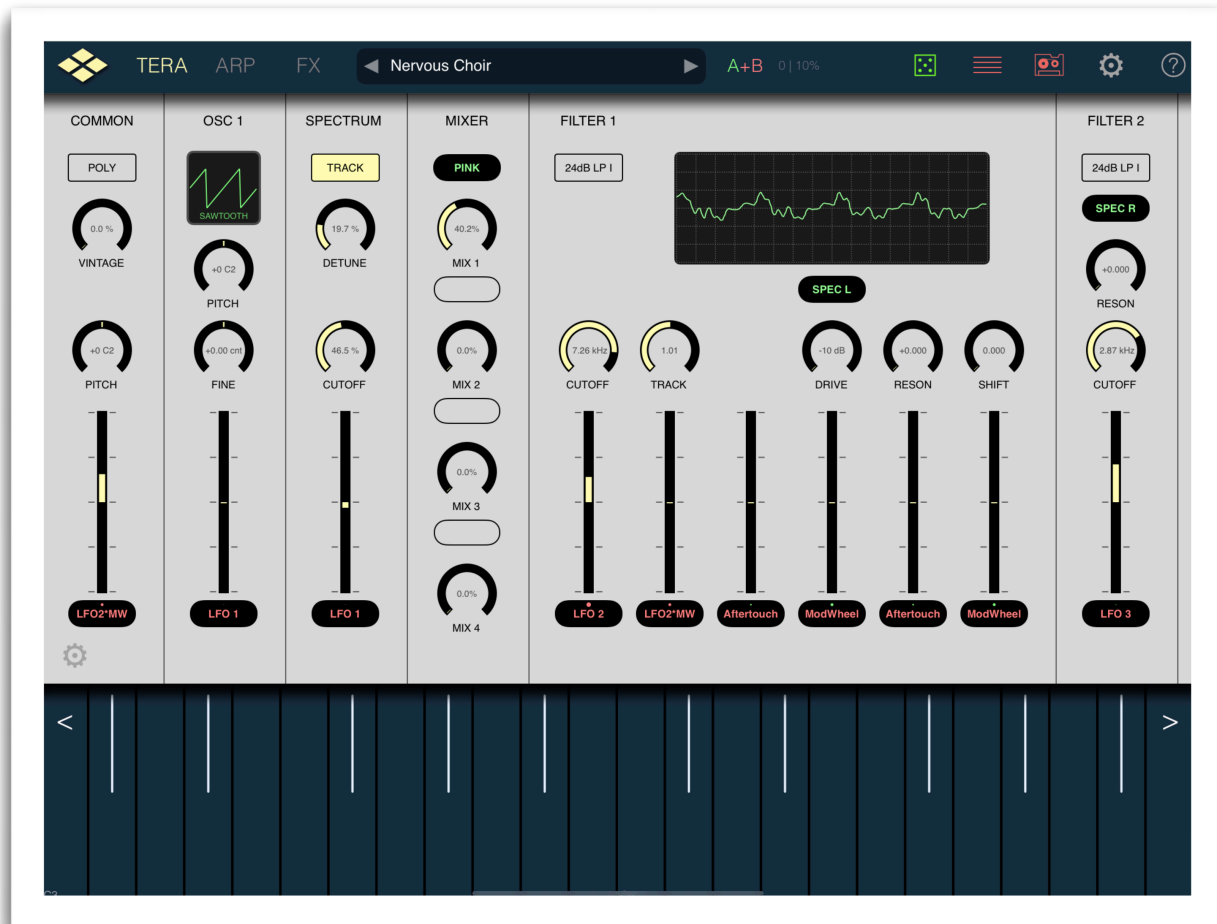 TERA ARP FX Nervous Choir A+B 0 | 10% ?
COMMON OSC 1 SPECTRUM MIXER FILTER 1 FILTER 2
POLY TRACK PINK 24dB LP I 24dB LP I
SAWTOOTH
SPEC R
0.0 % 19.7 % 40.2%
VINTAGE DETUNE MIX 1
+0 C2 +0.000
PITCH RESON
SPEC L
+0 C2 +0.00 cnt 46.5 % 0.0% 7.26 kHz 1.01 -10 dB +0.000 0.000 2.87 kHz
PITCH FINE CUTOFF MIX 2 CUTOFF TRACK DRIVE RESON SHIFT CUTOFF
0.0%
MIX 3
0.0%
LFO2*MW LFO 1 LFO 1 LFO 2 LFO2*MW Aftertouch ModWheel Aftertouch ModWheel LFO 3
MIX 4
< >